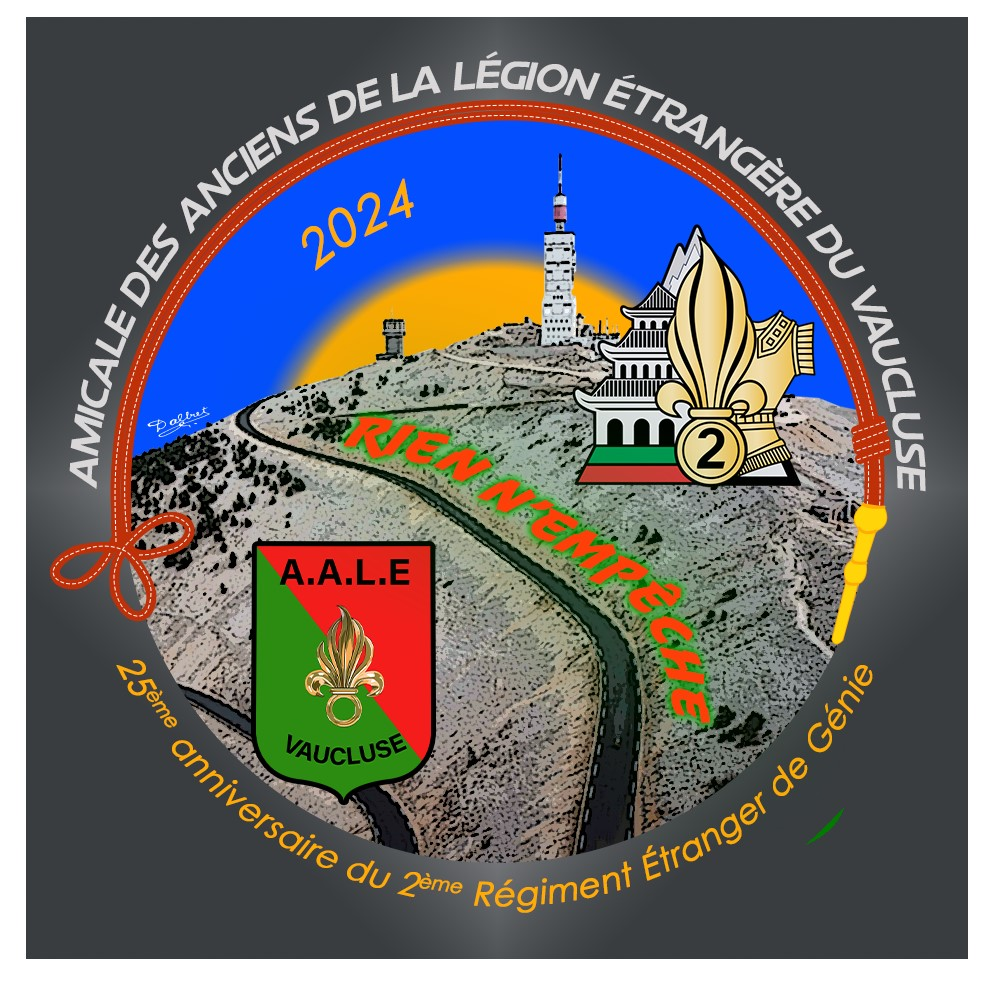 AMICALE DES ANCIENS DE LA LÉGION ÉTRANGÈRE DU VAUCLUSE
2024
Dalbret
RIEN N'EMPÊCHE
2
A.A.L.E
VAUCLUSE
25ème anniversaire du 2ème Régiment Étranger de Génie